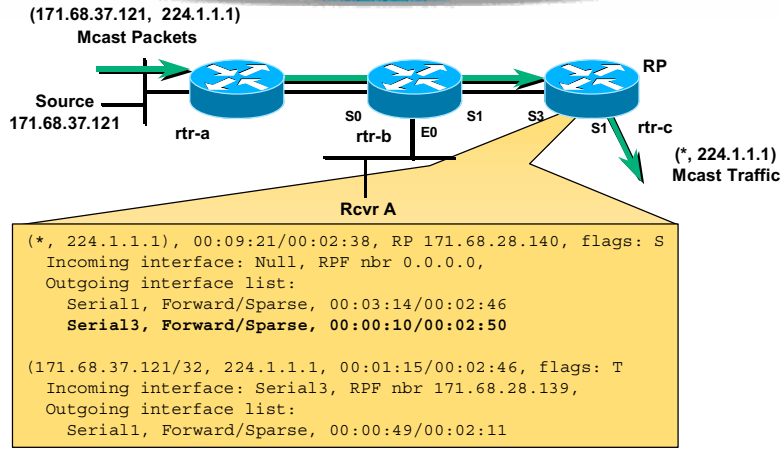 (171.68.37.121, 224.1.1.1)
Mcast Packets
RP
Source
171.68.37.121
rtr-a
S0
rtr-b
E0
S1
S3
S1
rtr-c
(*, 224.1.1.1)
Mcast Traffic
Rcvr A
(*, 224.1.1.1), 00:09:21/00:02:38, RP 171.68.28.140, flags: S
Incoming interface: Null, RPF nbr 0.0.0.0,
Outgoing interface list:
Serial1, Forward/Sparse, 00:03:14/00:02:46
Serial3, Forward/Sparse, 00:00:10/00:02:50
(171.68.37.121/32, 224.1.1.1, 00:01:15/00:02:46, flags: T
Incoming interface: Serial3, RPF nbr 171.68.28.139,
Outgoing interface list:
Serial1, Forward/Sparse, 00:00:49/00:02:11